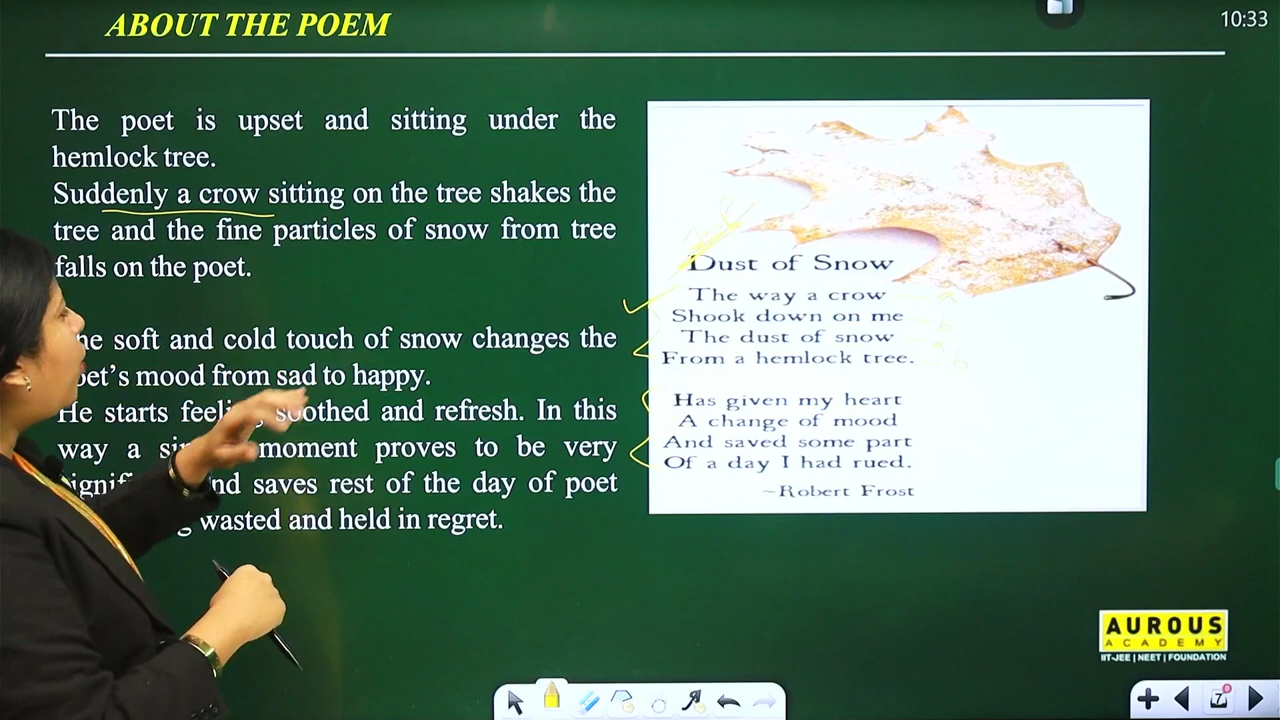 ABOUT THE POEM
10:33
The poet is upset and sitting under the
hemlock tree.
Suddenly a crow sitting on the tree shakes the
tree and the fine particles of snow from tree
falls on the poet.
soft and cold touch of snow changes the
mood from sad to happy.
He starts soothed and refresh. In this
way a moment proves to be very
saves rest of the day of poet
wasted and held in regret.
Dust of Snow
The way a crow
Shook down on me
The dust of snow
From a hemlock tree.
Has given my heart
A change of mood
And saved some part
Of a day I had rued.
~Robert Frost
AUROUS
ACADEMY
IIT-JEE | NEET | FOUNDATION
7